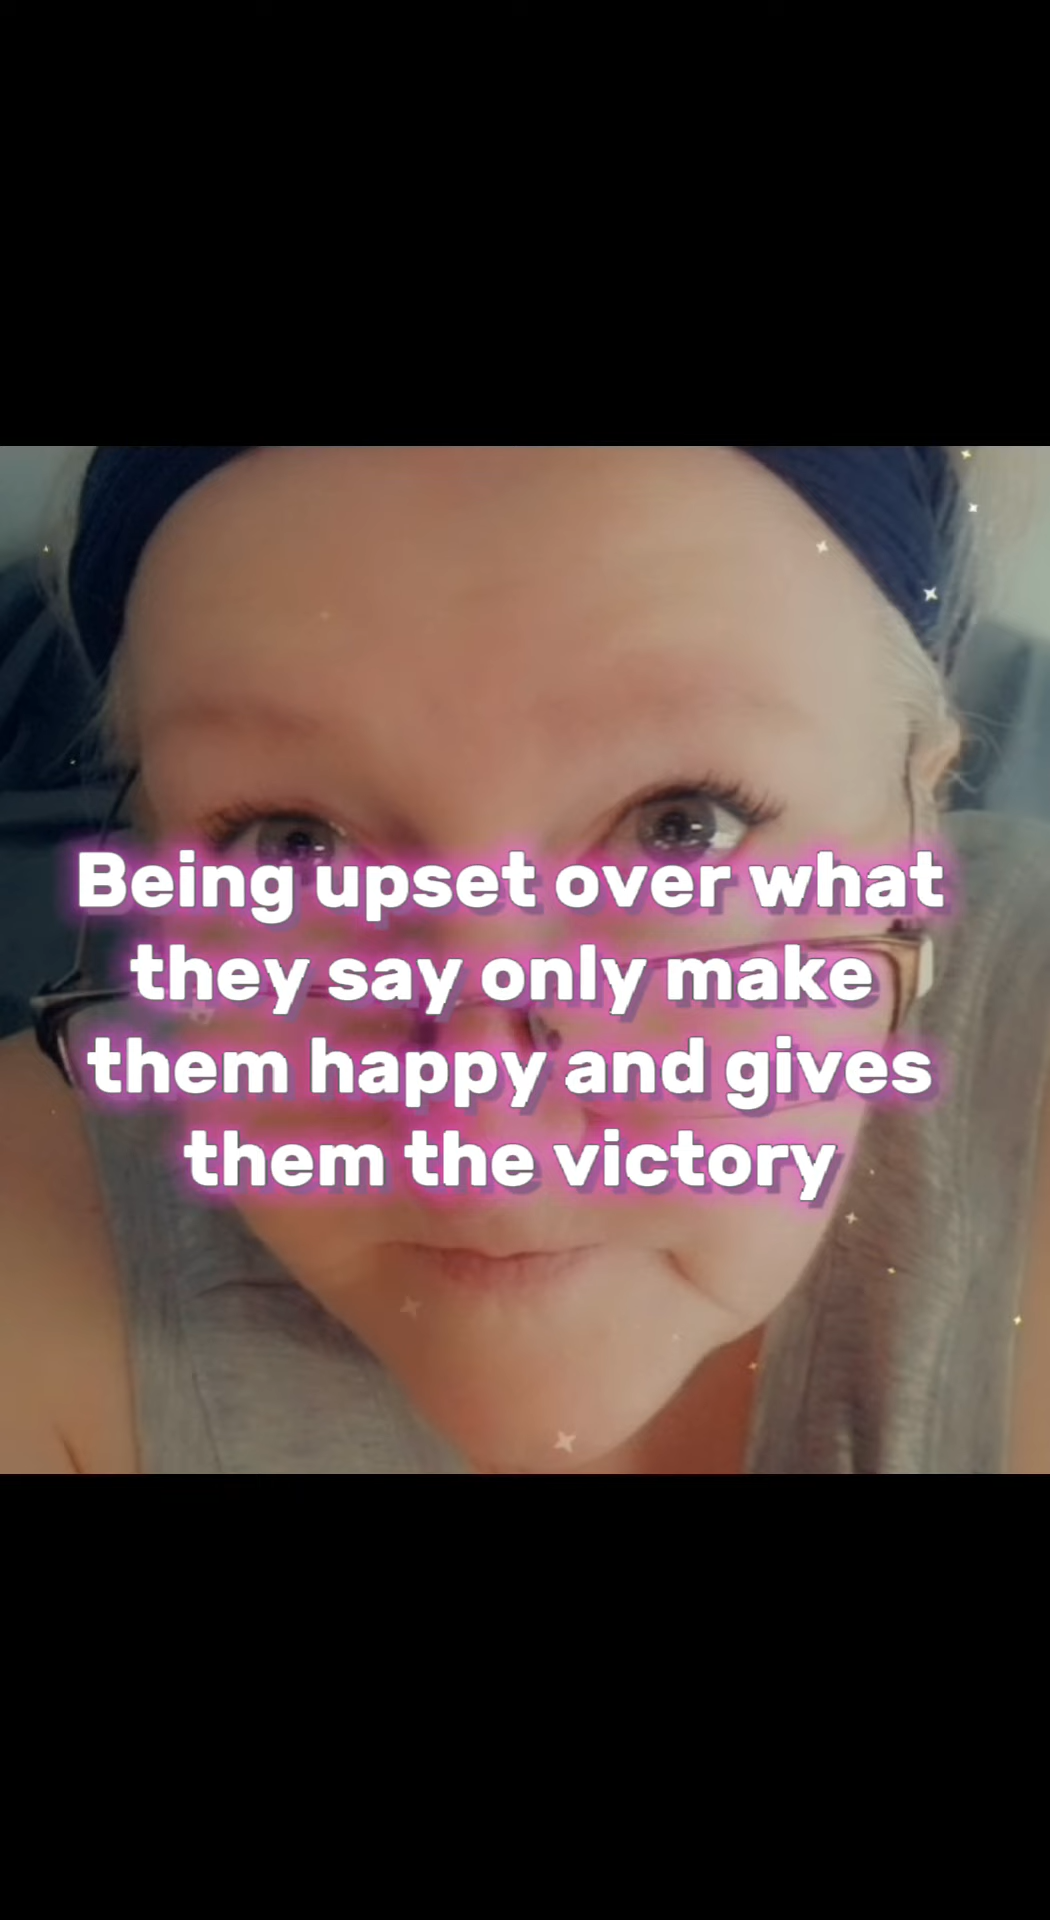 Being upset over what
they say only make
them happy and gives
them the victory